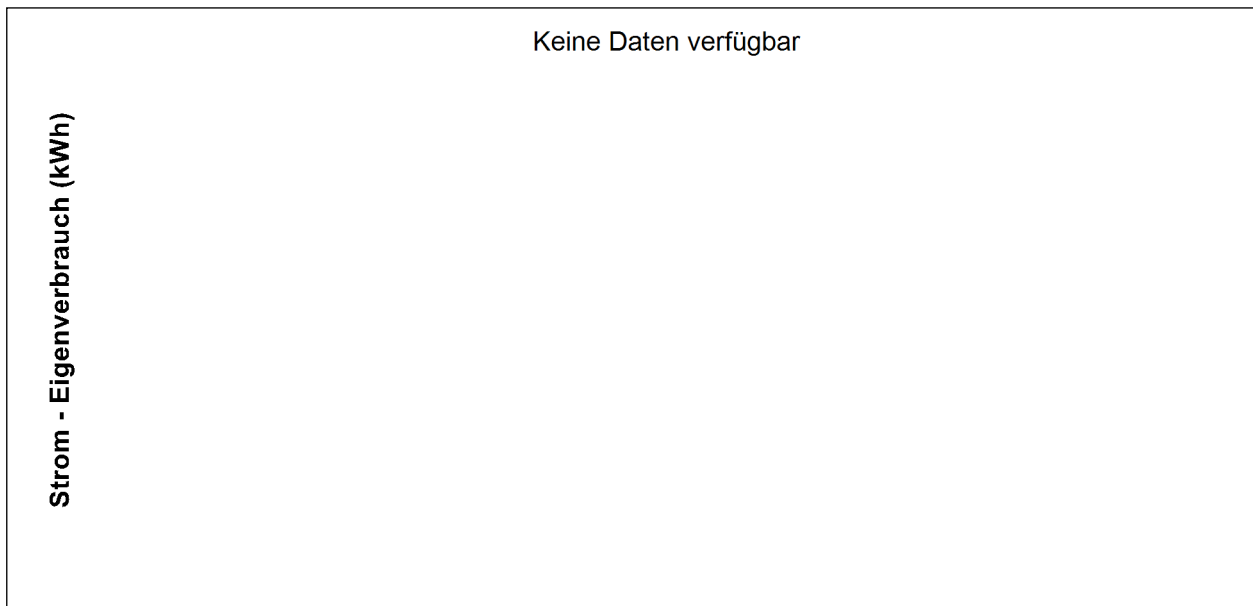 Keine Daten verfügbar
Strom - Eigenverbrauch (kWh)